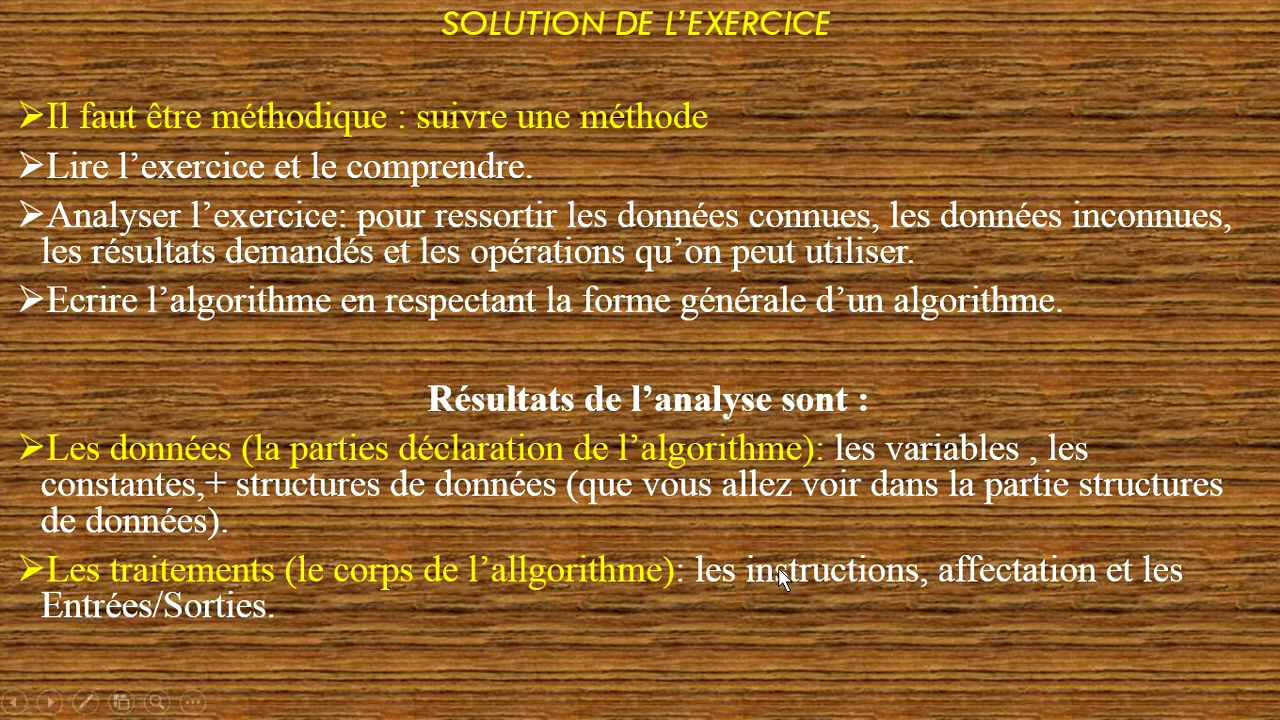 SOLUTION DE L’EXERCICE
➢Il faut être méthodique : suivre une méthode
➢Lire l’exercice et le comprendre.
➢Analyser l’exercice: pour ressortir les données connues, les données inconnues,
les résultats demandés et les opérations qu’on peut utiliser.
➢Ecrire l’algorithme en respectant la forme générale d’un algorithme.
Résultats de l’analyse sont :
➢Les données (la parties déclaration de l’algorithme): les variables , les
constantes,+ structures de données (que vous allez voir dans la partie structures
de données).
➢Les traitements (le corps de l’allgorithme): les instructions, affectation et les
Entrées/Sorties.